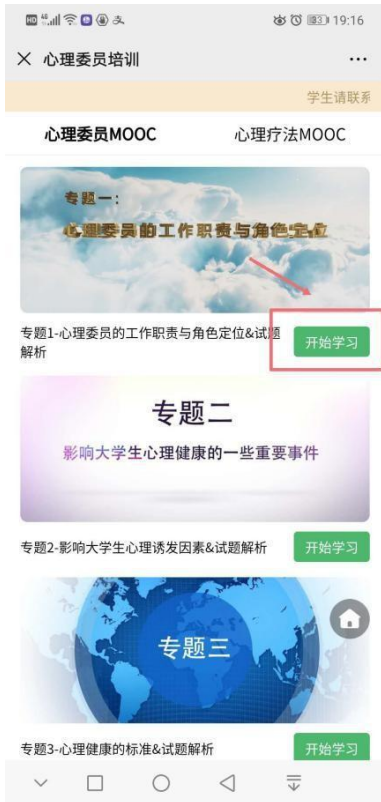 HD 46 83 19:16
心理委员培训
学生请联系
心理委员MOOC
心理疗法MOOC
专题一:
心理委员的工作职责与角色定位
专题1-心理委员的工作职责与角色定位&试题
解析
开始学习
专题二
影响大学生心理健康的一些重要事件
专题2-影响大学生心理诱发因素&试题解析
开始学习
专题三
专题3-心理健康的标准&试题解析
开始学习